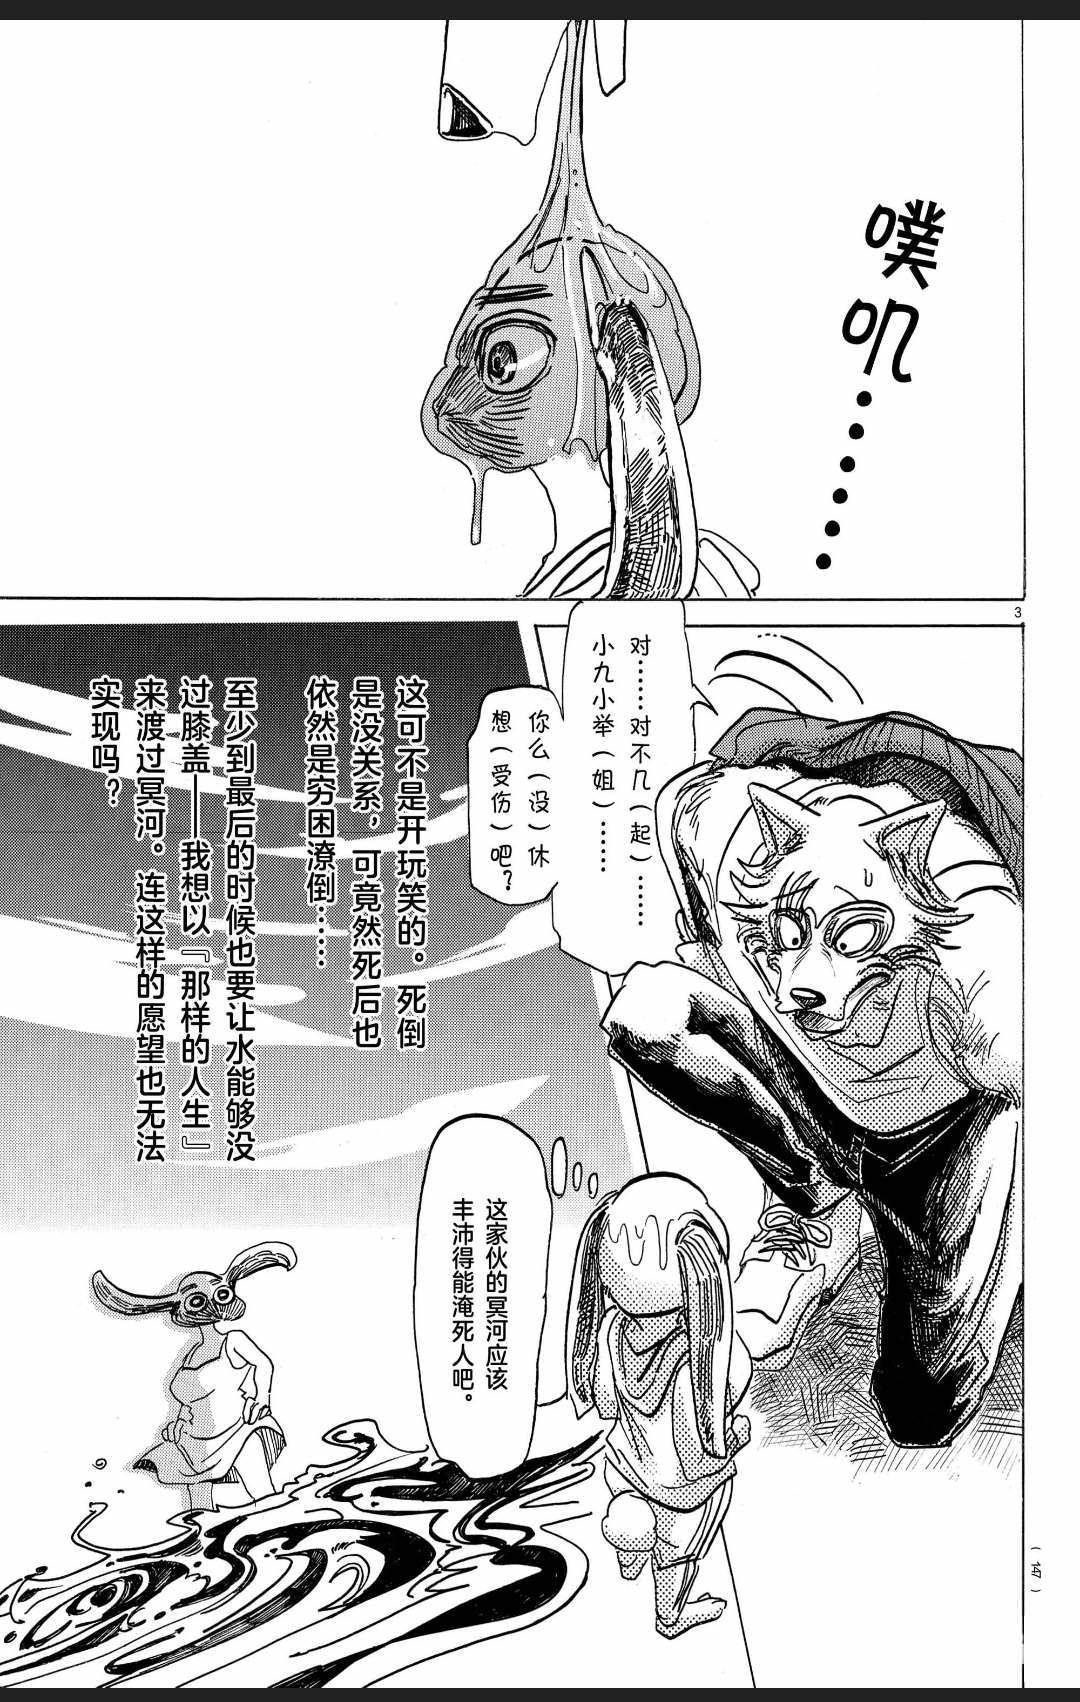 噗
叽……
3
对……对不几（起）……
小九小举（姐）……
你么（没）休
想（受伤）吧？
这可不是开玩笑的。死倒
是没关系，可竟然死后也
依然是穷困潦倒……
至少到最后的时候也要让水能够没
过膝盖——我想以『那样的人生』
来渡过冥河。连这样的愿望也无法
实现吗？
这家伙的冥河应该
丰沛得能淹死人吧。
（147）